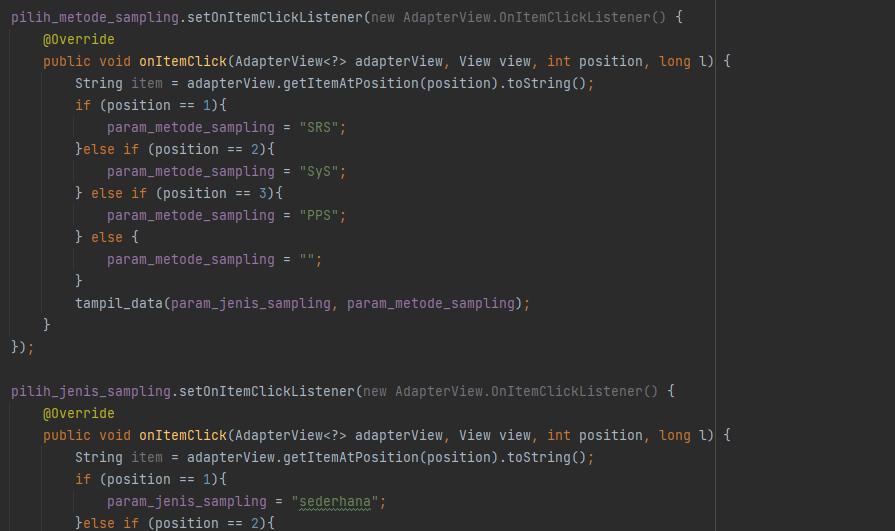 pilih_metode_sampling.setOnItemClickListener(new AdapterView.OnItemClickListener() {
    @Override
    public void onItemClick(AdapterView<?> adapterView, View view, int position, long l) {
        String item = adapterView.getItemAtPosition(position).toString();
        if (position == 1){
            param_metode_sampling = "SRS";
        }else if (position == 2){
            param_metode_sampling = "SyS";
        } else if (position == 3){
            param_metode_sampling = "PPS";
        } else {
            param_metode_sampling = "";
        }
        tampil_data(param_jenis_sampling, param_metode_sampling);
    }
});

pilih_jenis_sampling.setOnItemClickListener(new AdapterView.OnItemClickListener() {
    @Override
    public void onItemClick(AdapterView<?> adapterView, View view, int position, long l) {
        String item = adapterView.getItemAtPosition(position).toString();
        if (position == 1){
            param_jenis_sampling = "sederhana";
        }else if (position == 2){